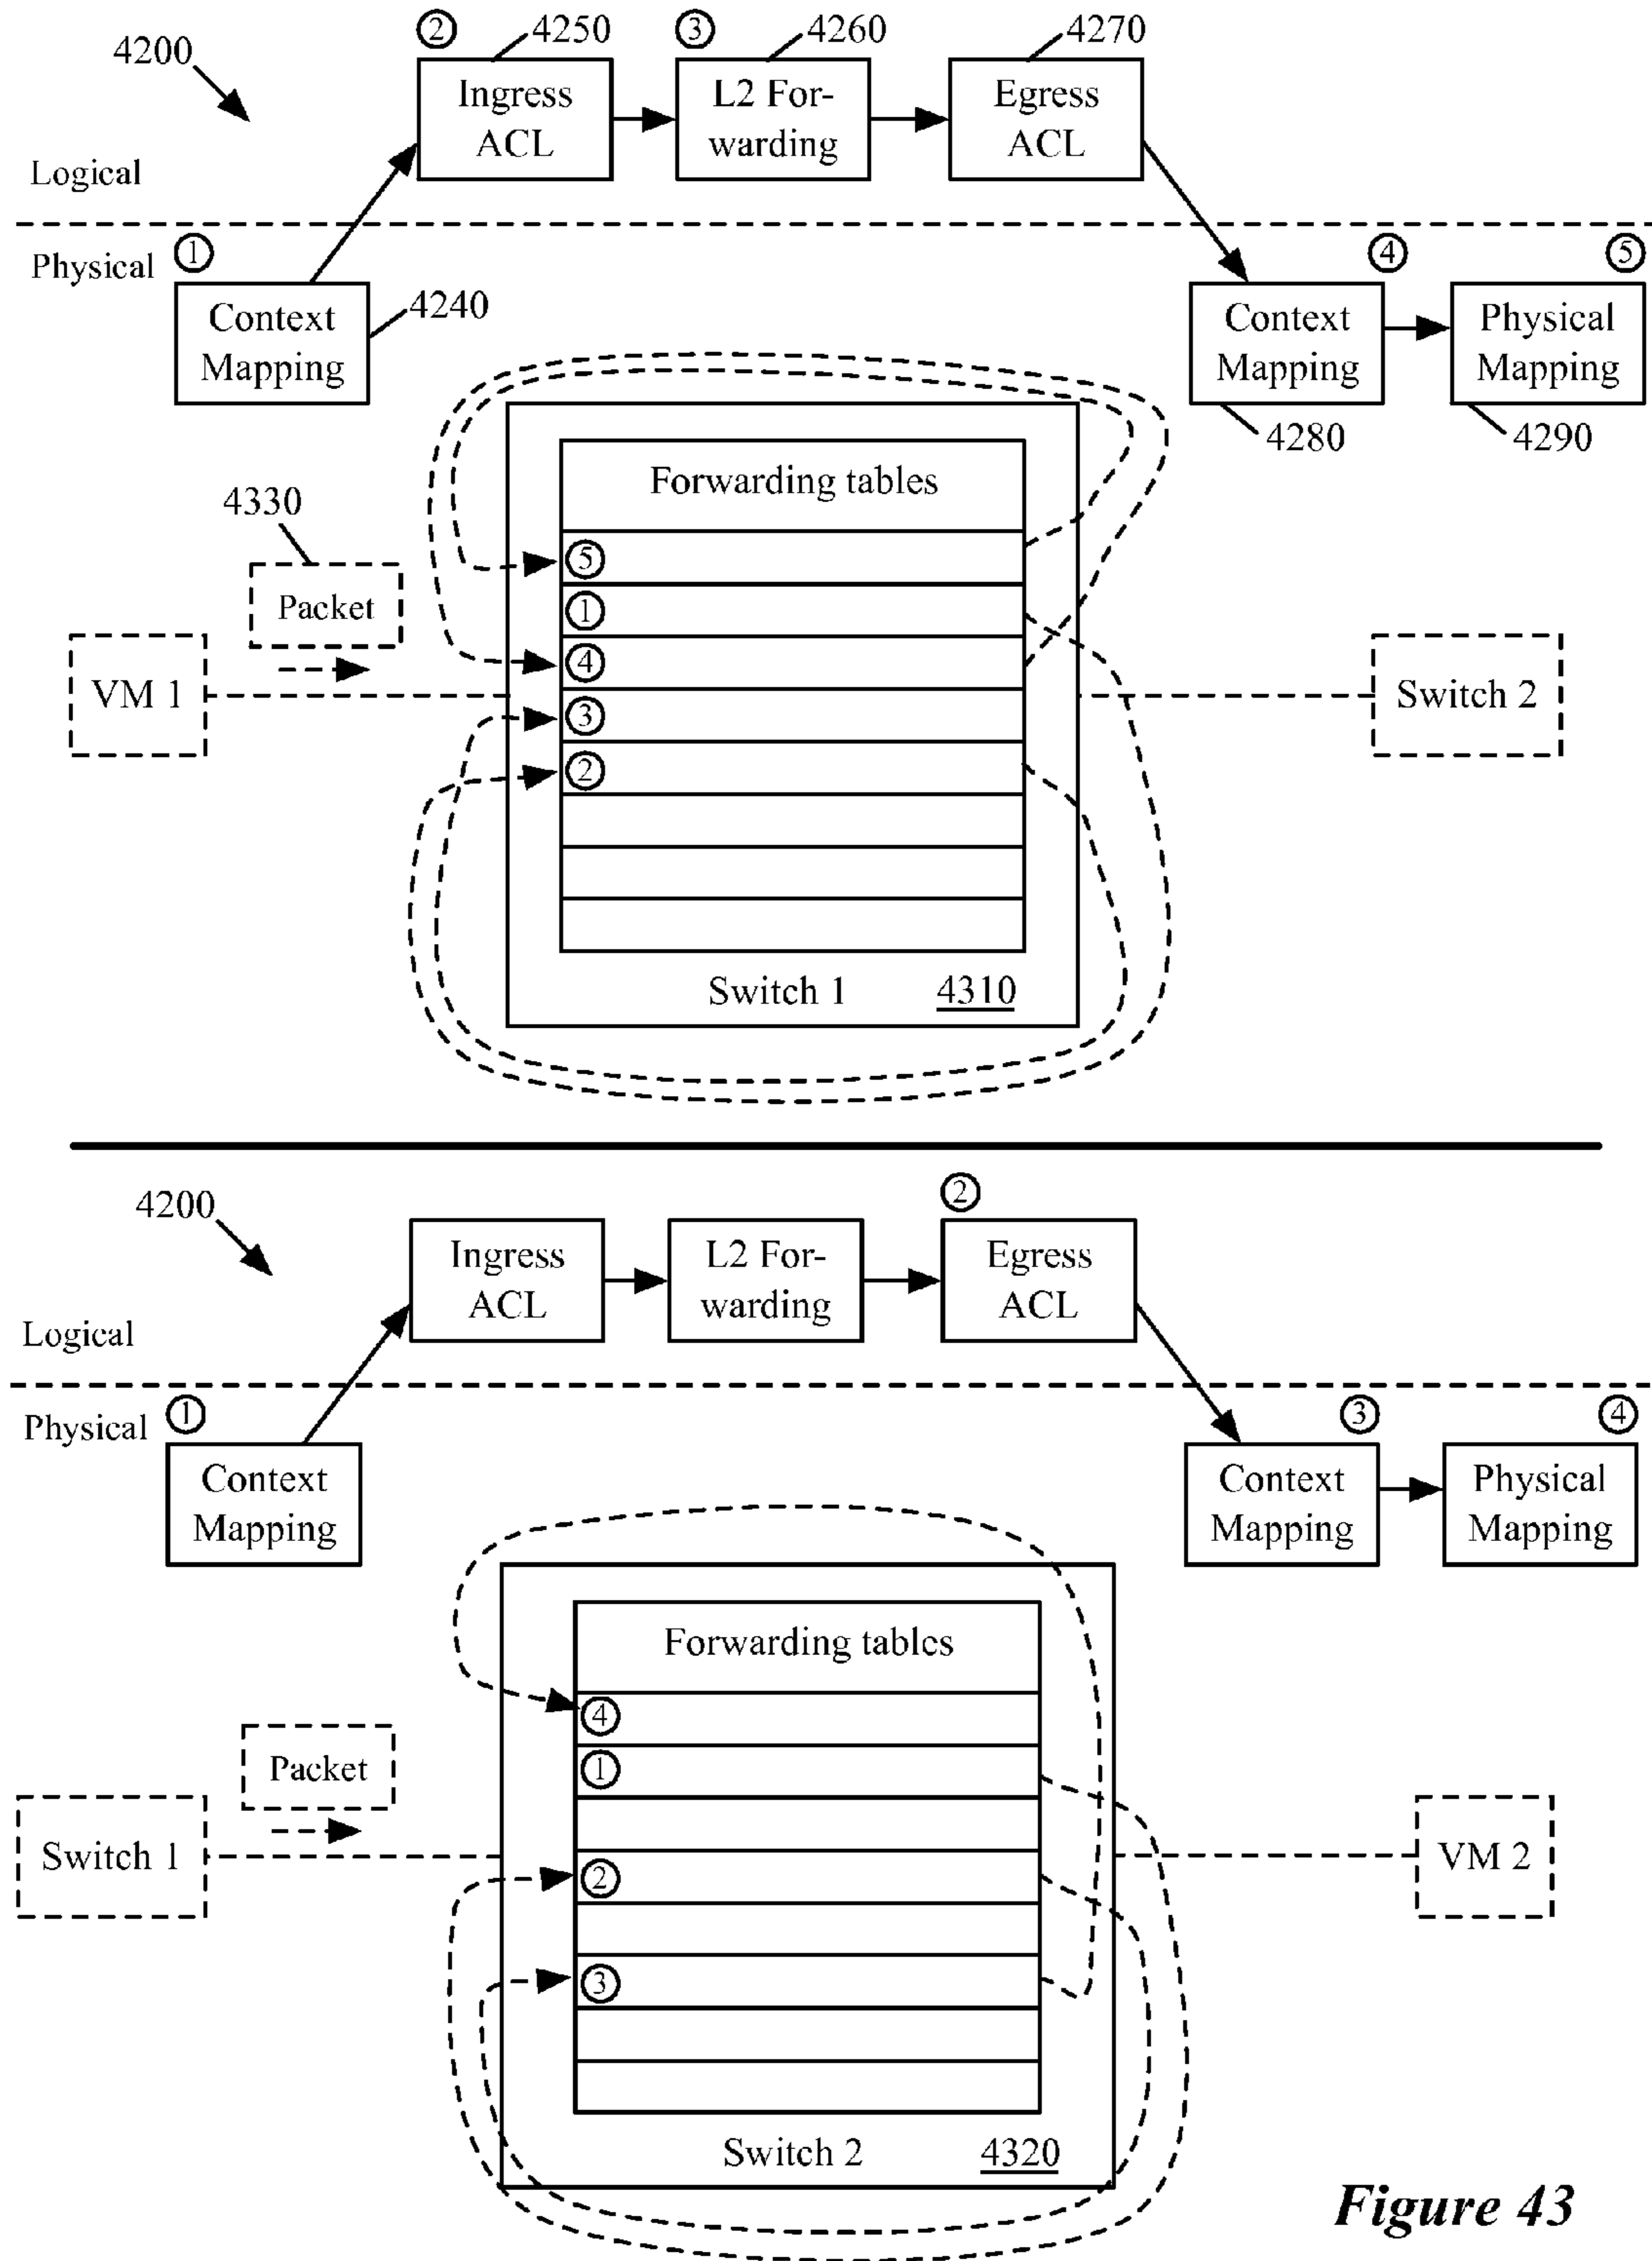 ② 4250 ③ 4260 4270
4200
Ingress
ACL
L2 For-
warding
Egress
ACL
Logical
Physical
①
Context
Mapping
4240
④
Context
Mapping
4280
⑤
Physical
Mapping
4290
4330
Packet
VM 1
Forwarding tables
⑤
①
④
③
②
Switch 1 4310
Switch 2
4200
Ingress
ACL
L2 For-
warding
②
Egress
ACL
Logical
Physical
①
Context
Mapping
③
Context
Mapping
④
Physical
Mapping
Packet
Switch 1
Forwarding tables
④
①
②
③
Switch 2 4320
VM 2
Figure 43